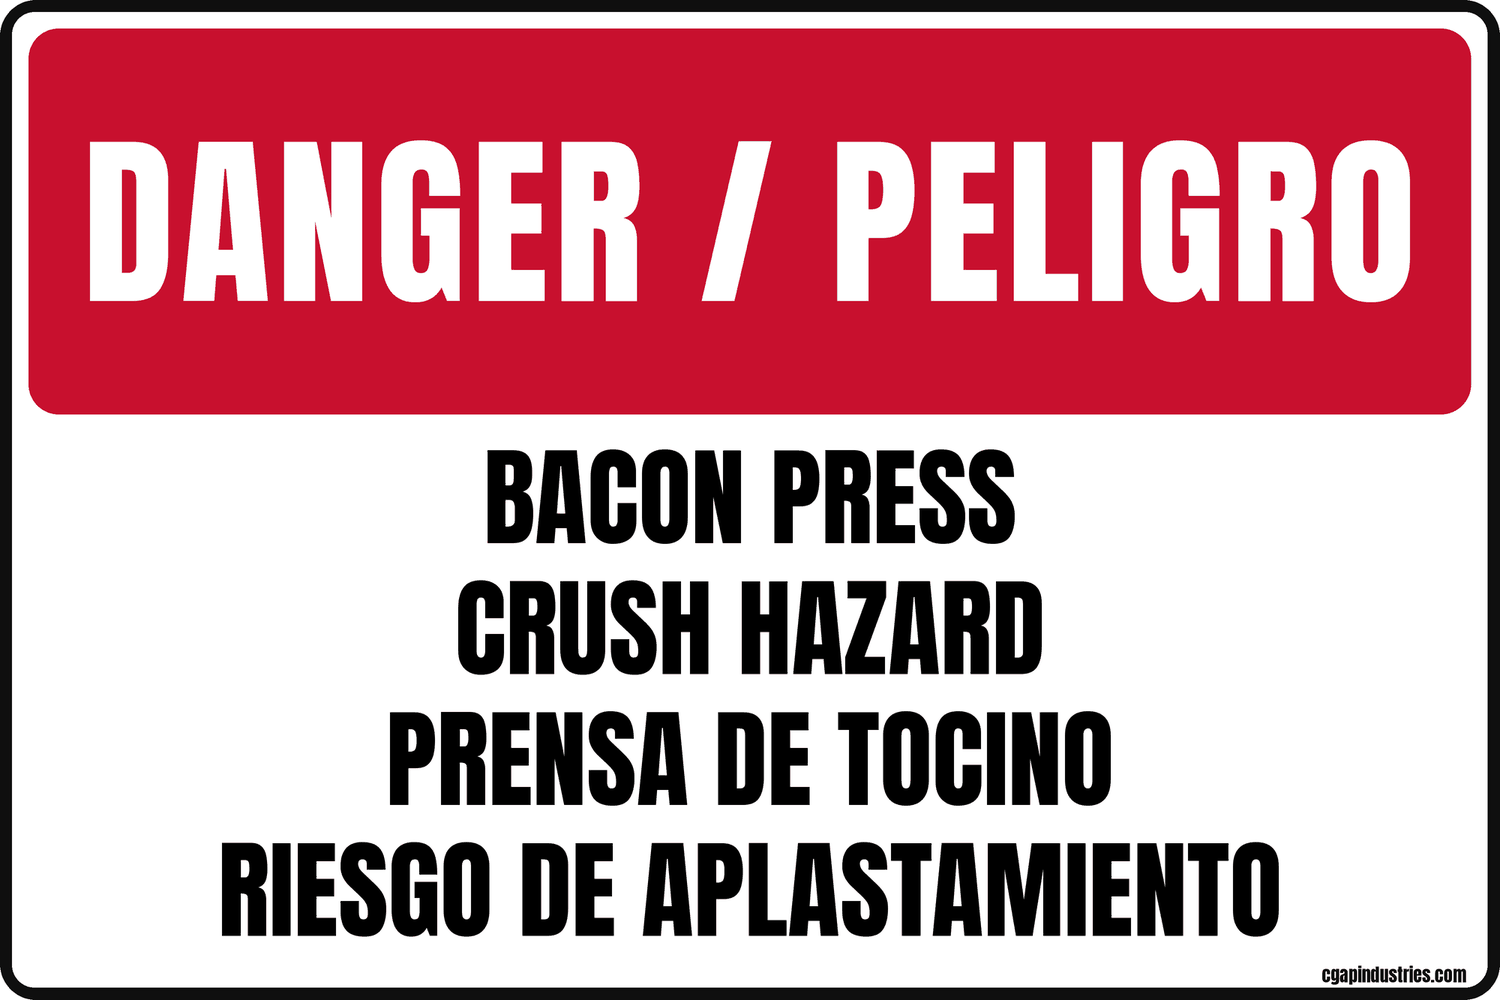 DANGER / PELIGRO
BACON PRESS
CRUSH HAZARD
PRENSA DE TOCINO
RIESGO DE APLASTAMIENTO
cgapindustries.com